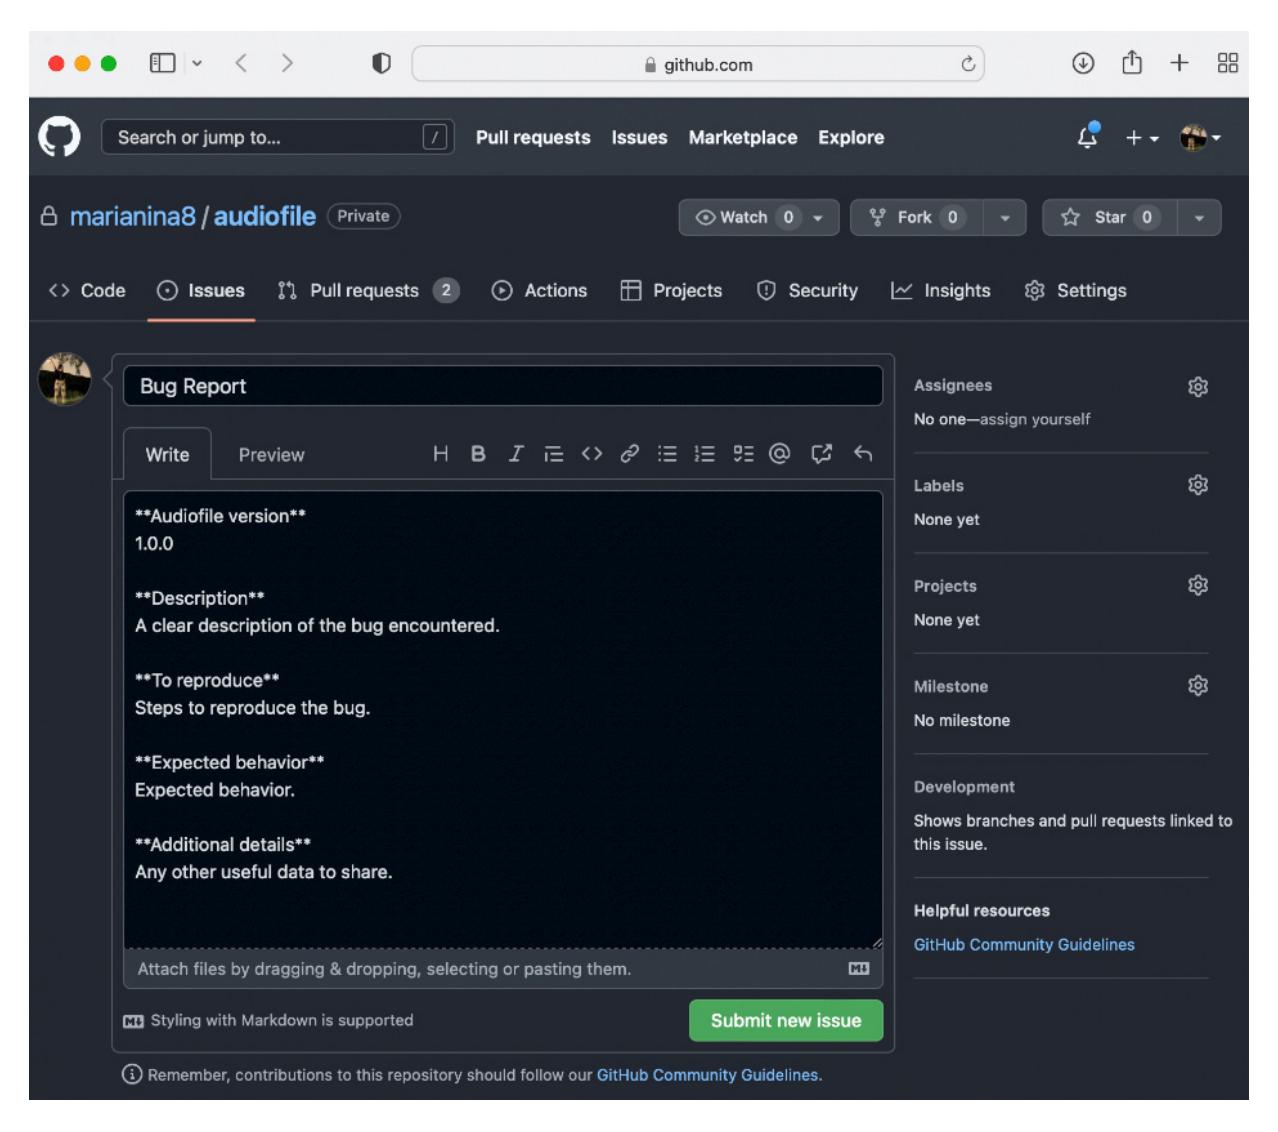 github.com
Search or jump to... / Pull requests Issues Marketplace Explore
marianina8 / audiofile Private Watch 0 Fork 0 Star 0
<> Code Issues Pull requests 2 Actions Projects Security Insights Settings
Bug Report
Write Preview H B I <> @
**Audiofile version**
1.0.0
**Description**
A clear description of the bug encountered.
**To reproduce**
Steps to reproduce the bug.
**Expected behavior**
Expected behavior.
**Additional details**
Any other useful data to share.
Attach files by dragging & dropping, selecting or pasting them.
Styling with Markdown is supported
Submit new issue
Remember, contributions to this repository should follow our GitHub Community Guidelines.
Assignees
No one—assign yourself
Labels
None yet
Projects
None yet
Milestone
No milestone
Development
Shows branches and pull requests linked to
this issue.
Helpful resources
GitHub Community Guidelines